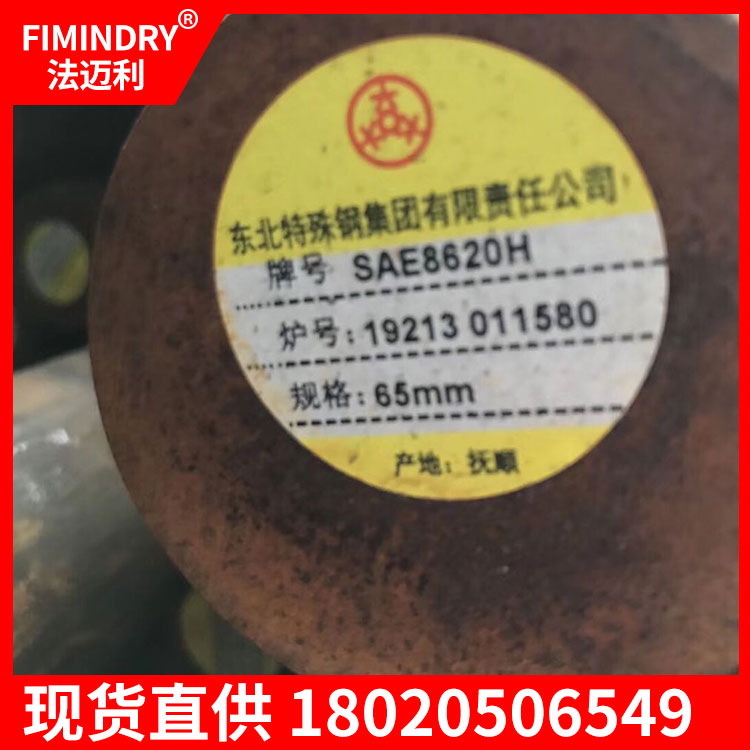 FIMINDRY®
法迈利
东北特殊钢集团有限责任公司
牌号 SAE8620H
炉号: 19213 011580
规格: 65mm
产地: 抚顺
现货直供 18020506549